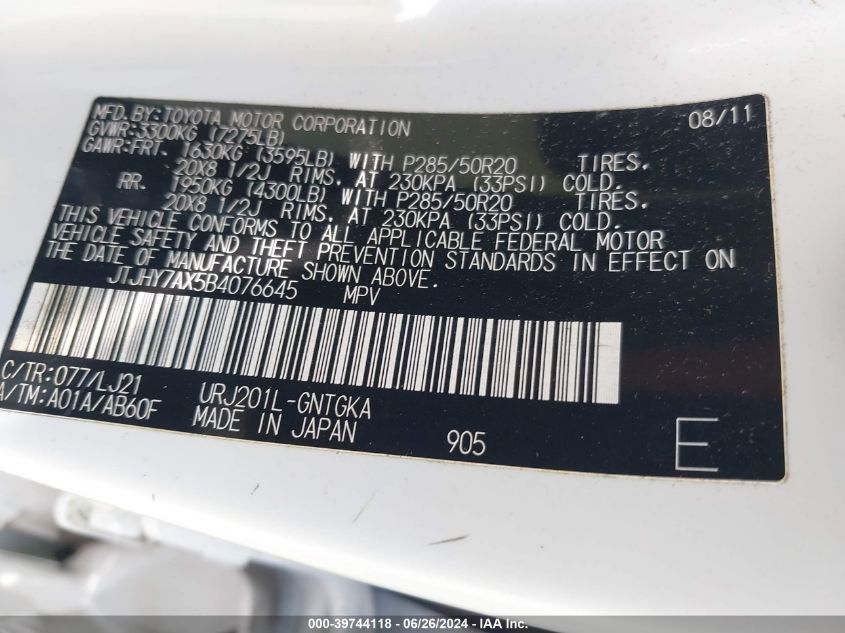 MFD.BY:TOYOTA MOTOR CORPORATION 08/11
GVWR:3300KG (7275LB)
GAWR:FRT. 1630KG (3595LB) WITH P285/50R20 TIRES.
20X8 1/2J RIMS. AT 230KPA (33PSI) COLD.
RR. 1950KG (4300LB) WITH P285/50R20 TIRES.
20X8 1/2J RIMS. AT 230KPA (33PSI) COLD.
THIS VEHICLE CONFORMS TO ALL APPLICABLE FEDERAL MOTOR
VEHICLE SAFETY AND THEFT PREVENTION STANDARDS IN EFFECT ON
THE DATE OF MANUFACTURE SHOWN ABOVE.
JTJHY7AX5B4076645 MPV
C/TR:077/LJ21 URJ201L-GNTGKA
A/TM:A01A/AB60F MADE IN JAPAN 905 E
000-39744118 - 06/26/2024 - IAA Inc.